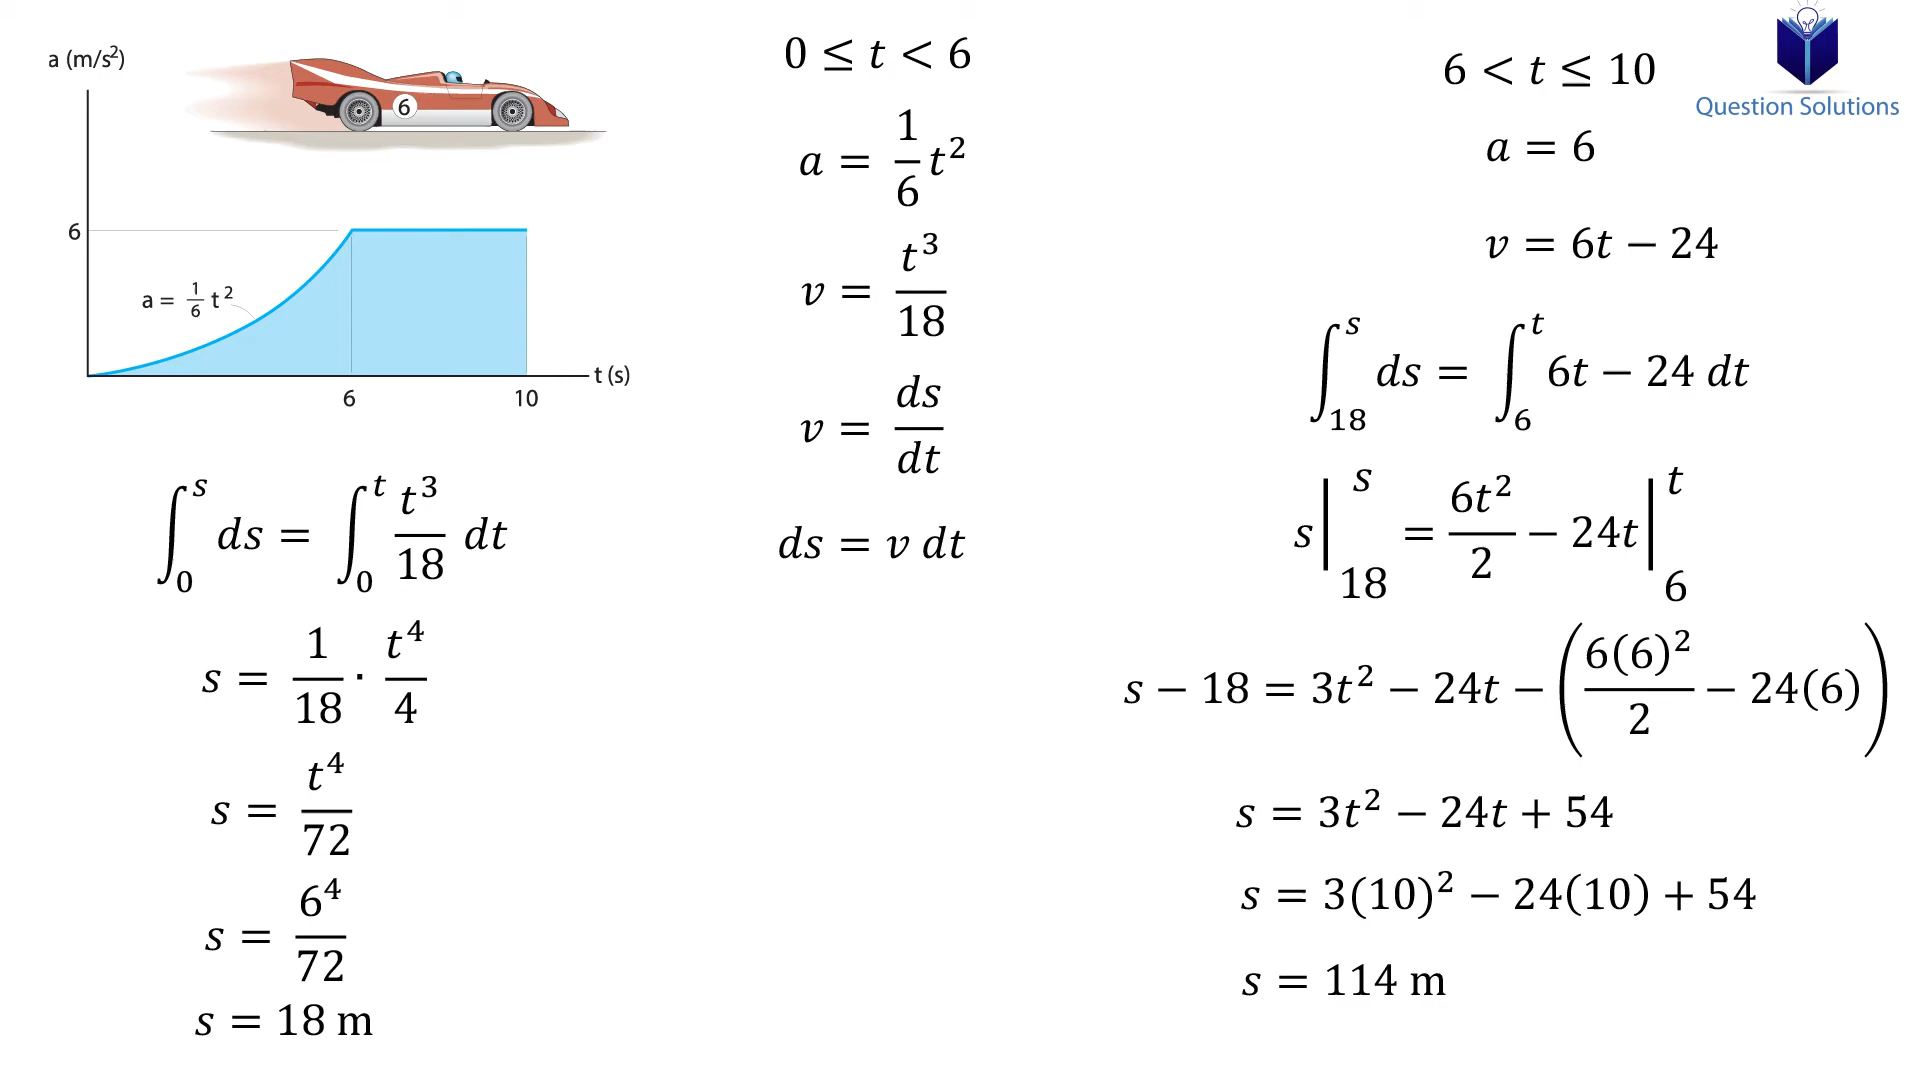 a (m/s²)
6
6
a = 1/6 t²
t (s)
6
10
∫₀ˢ ds = ∫₀ᵗ t³/18 dt
s = 1/18 · t⁴/4
s = t⁴/72
s = 6⁴/72
s = 18 m
0 ≤ t < 6
a = 1/6 t²
v = t³/18
v = ds/dt
ds = v dt
Question Solutions
6 < t ≤ 10
a = 6
v = 6t − 24
∫₁₈ˢ ds = ∫₆ᵗ 6t − 24 dt
s|₁₈ˢ = 6t²/2 − 24t|₆ᵗ
s − 18 = 3t² − 24t − (6(6)²/2 − 24(6))
s = 3t² − 24t + 54
s = 3(10)² − 24(10) + 54
s = 114 m